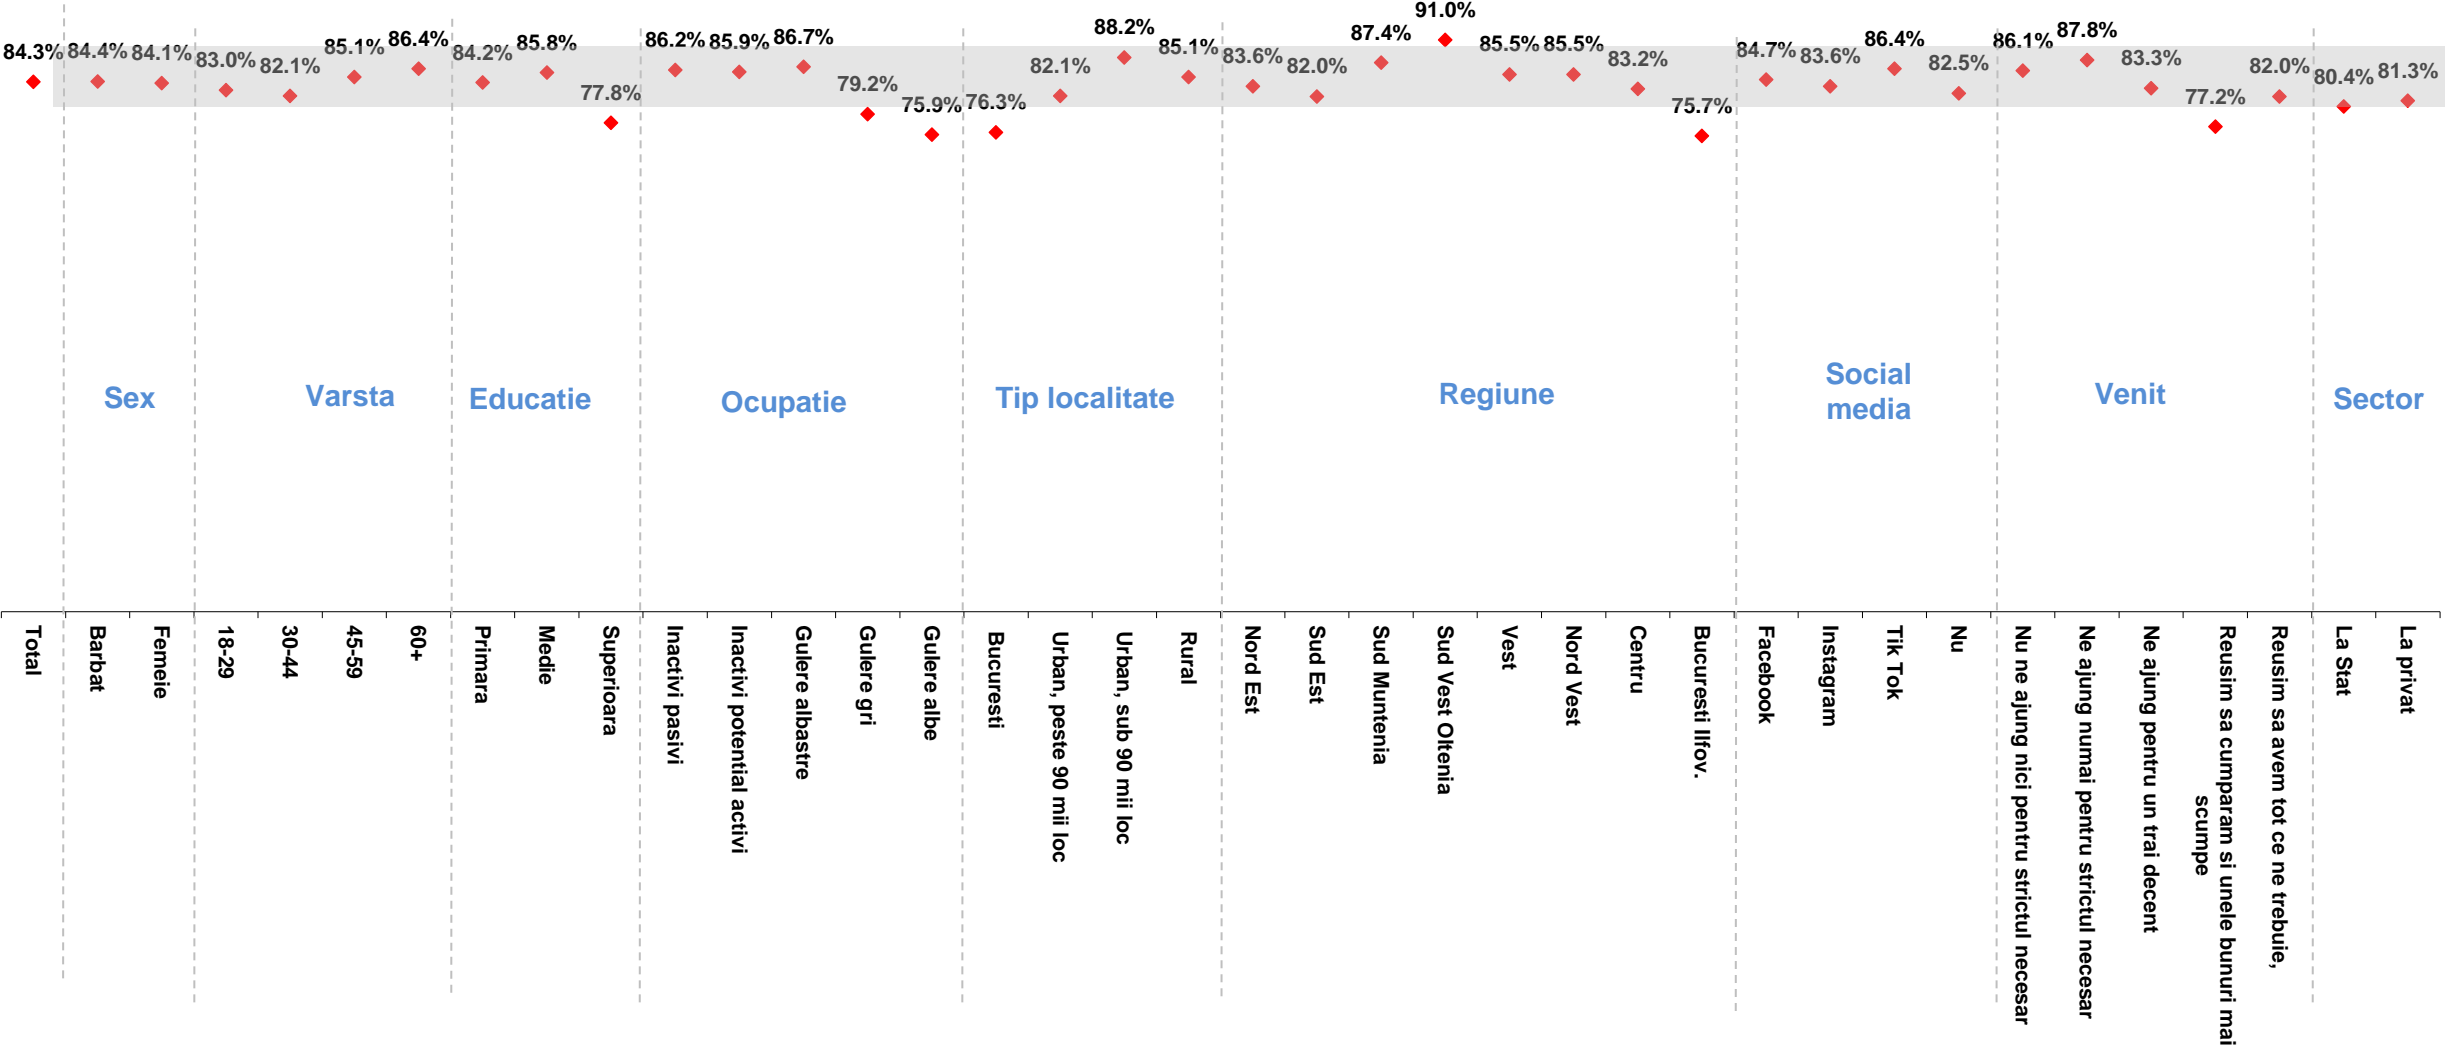 84.3%
84.4%
84.1%
83.0%
82.1%
85.1%
86.4%
84.2%
85.8%
77.8%
86.2%
85.9%
86.7%
79.2%
75.9%
76.3%
82.1%
88.2%
85.1%
83.6%
82.0%
87.4%
91.0%
85.5%
85.5%
83.2%
75.7%
84.7%
83.6%
86.4%
82.5%
86.1%
87.8%
83.3%
77.2%
82.0%
80.4%
81.3%
Sex
Varsta
Educatie
Ocupatie
Tip localitate
Regiune
Social
media
Venit
Sector
Total
Barbat
Femeie
18-29
30-44
45-59
60+
Primara
Medie
Superioara
Inactivi pasivi
Inactivi potential activi
Gulere albastre
Gulere gri
Gulere albe
Bucuresti
Urban, peste 90 mii loc
Urban, sub 90 mii loc
Rural
Nord Est
Sud Est
Sud Muntenia
Sud Vest Oltenia
Vest
Nord Vest
Centru
Bucuresti Ilfov.
Facebook
Instagram
Tik Tok
Nu
Nu ne ajung nici pentru strictul necesar
Ne ajung numai pentru strictul necesar
Ne ajung pentru un trai decent
Reusim sa cumparam si unele bunuri mai
scumpe
Reusim sa avem tot ce ne trebuie,
La Stat
La privat